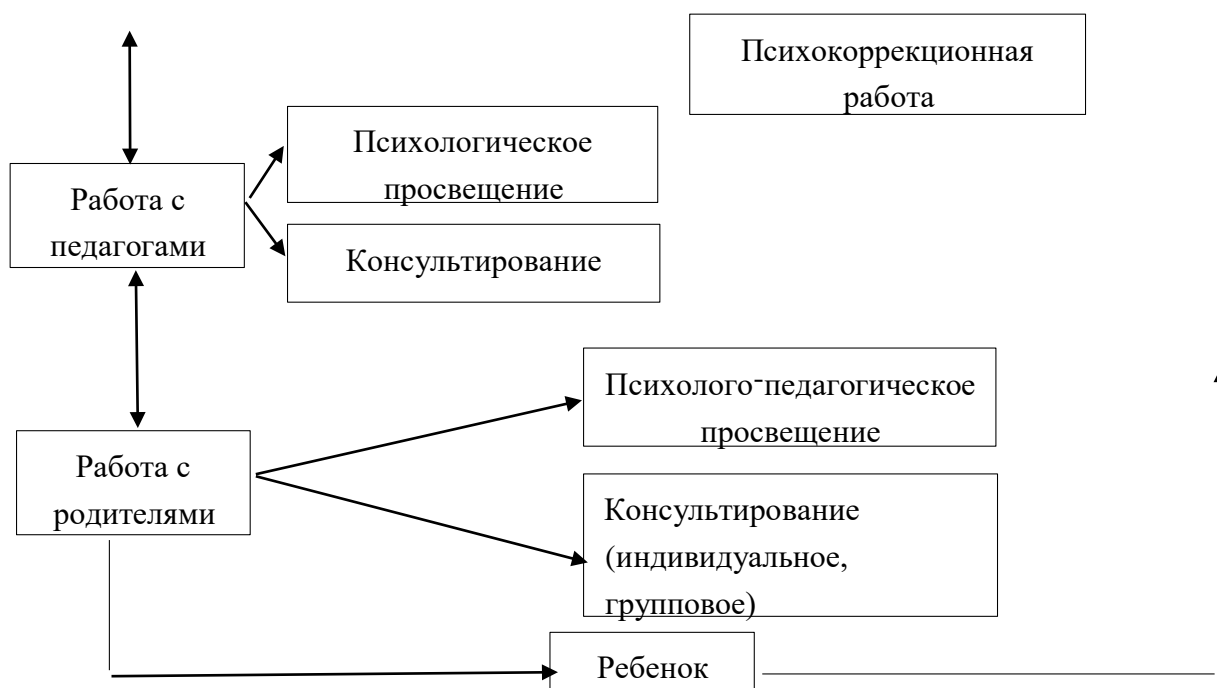 Психокоррекционная
работа
Психологическое
просвещение
Работа с
педагогами
Консультирование
Психолого-педагогическое
просвещение
Работа с
родителями
Консультирование
(индивидуальное,
групповое)
Ребенок